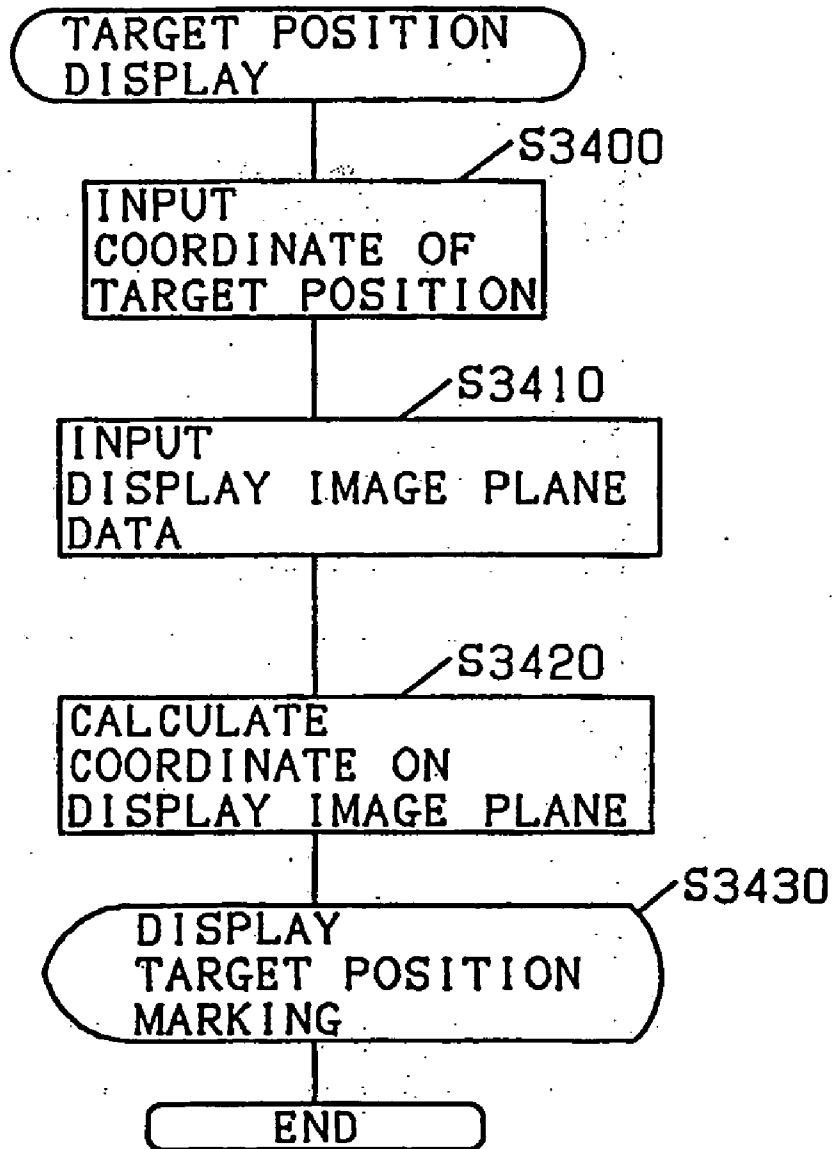 TARGET POSITION
DISPLAY
S3400
INPUT
COORDINATE OF
TARGET POSITION
S3410
INPUT
DISPLAY IMAGE PLANE
DATA
S3420
CALCULATE
COORDINATE ON
DISPLAY IMAGE PLANE
S3430
DISPLAY
TARGET POSITION
MARKING
END